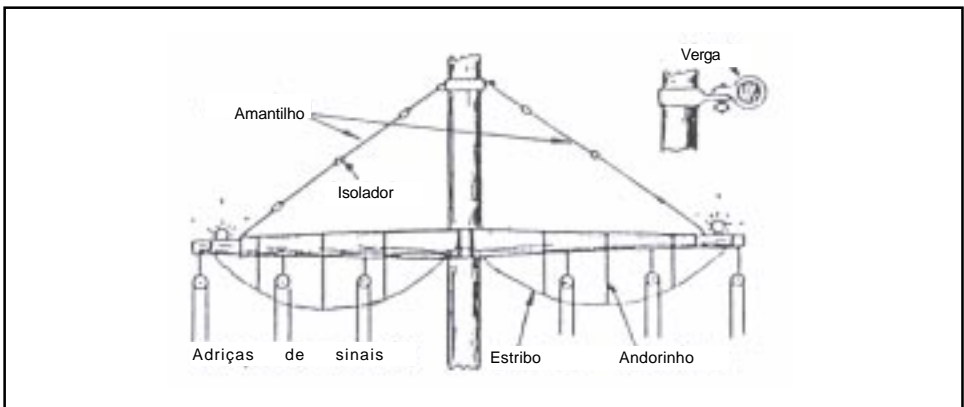 Verga
Amantilho
Isolador
Adriças de sinais
Estribo
Andorinho